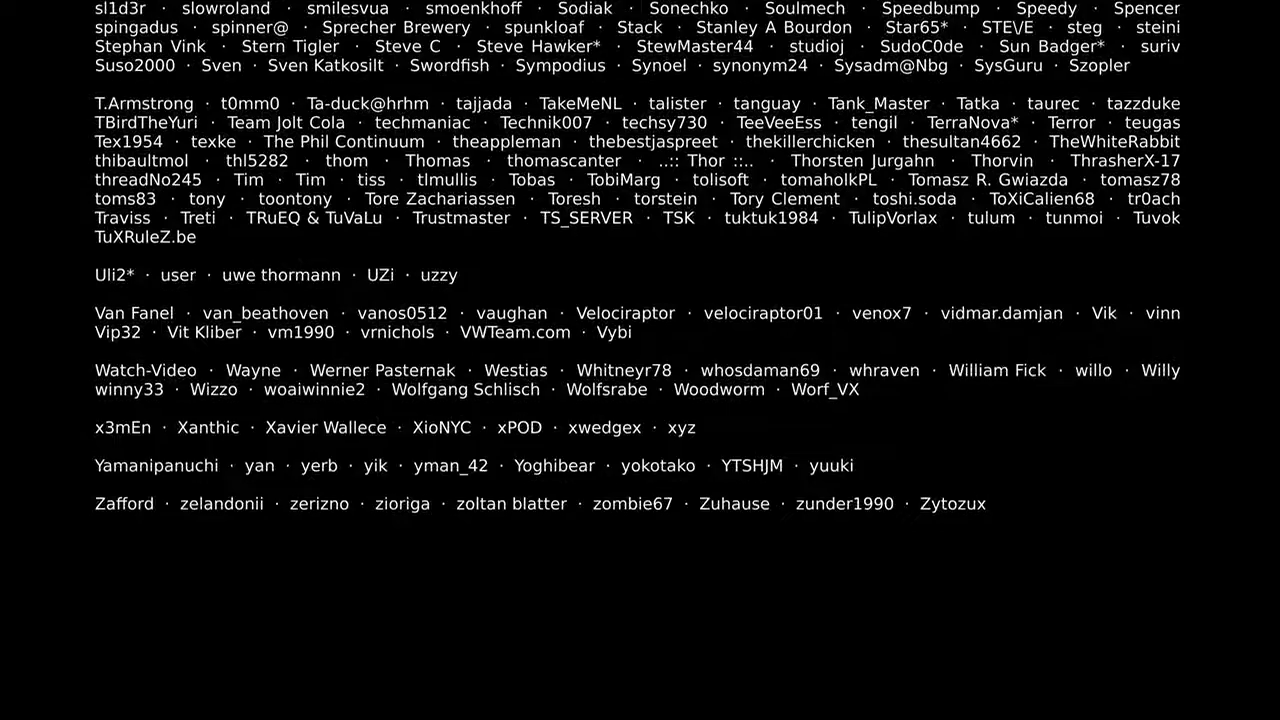 sl1d3r · slowroland · smilesvua · smoenkhoff · Sodiak · Sonechko · Soulmech · Speedbump · Speedy · Spencer
spingadus · spinner@ · Sprecher Brewery · spunkloaf · Stack · Stanley A Bourdon · Star65* · STE\/E · steg · steini
Stephan Vink · Stern Tigler · Steve C · Steve Hawker* · StewMaster44 · studioj · SudoC0de · Sun Badger* · suriv
Suso2000 · Sven · Sven Katkosilt · Swordfish · Sympodius · Synoel · synonym24 · Sysadm@Nbg · SysGuru · Szopler
T.Armstrong · t0mm0 · Ta-duck@hrhm · tajjada · TakeMeNL · talister · tanguay · Tank_Master · Tatka · taurec · tazzduke
TBirdTheYuri · Team Jolt Cola · techmaniac · Technik007 · techsy730 · TeeVeeEss · tengil · TerraNova* · Terror · teugas
Tex1954 · texke · The Phil Continuum · theappleman · thebestjaspreet · thekillerchicken · thesultan4662 · TheWhiteRabbit
thibaultmol · thl5282 · thom · Thomas · thomascanter · ..:: Thor ::.. · Thorsten Jurgahn · Thorvin · ThrasherX-17
threadNo245 · Tim · Tim · tiss · tlmullis · Tobas · TobiMarg · tolisoft · tomaholkPL · Tomasz R. Gwiazda · tomasz78
toms83 · tony · toontony · Tore Zachariassen · Toresh · torstein · Tory Clement · toshi.soda · ToXiCalien68 · tr0ach
Traviss · Treti · TRuEQ & TuVaLu · Trustmaster · TS_SERVER · TSK · tuktuk1984 · TulipVorlax · tulum · tunmoi · Tuvok
TuXRuleZ.be
Uli2* · user · uwe thormann · UZi · uzzy
Van Fanel · van_beathoven · vanos0512 · vaughan · Velociraptor · velociraptor01 · venox7 · vidmar.damjan · Vik · vinn
Vip32 · Vit Kliber · vm1990 · vrnichols · VWTeam.com · Vybi
Watch-Video · Wayne · Werner Pasternak · Westias · Whitneyr78 · whosdaman69 · whraven · William Fick · willo · Willy
winny33 · Wizzo · woaiwinnie2 · Wolfgang Schlisch · Wolfsrabe · Woodworm · Worf_VX
x3mEn · Xanthic · Xavier Wallece · XioNYC · xPOD · xwedgex · xyz
Yamanipanuchi · yan · yerb · yik · yman_42 · Yoghibear · yokotako · YTSHJM · yuuki
Zafford · zelandonii · zerizno · zioriga · zoltan blatter · zombie67 · Zuhause · zunder1990 · Zytozux